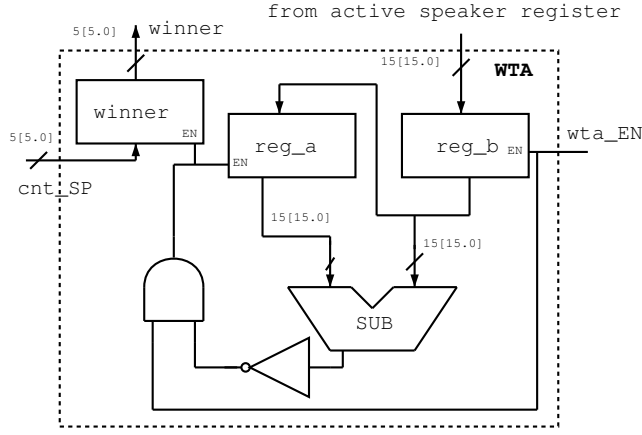 from active speaker register
5[5.0]
winner
15[15.0]
WTA
winner
EN
reg_a
EN
reg_b
EN
wta_EN
5[5.0]
cnt_SP
15[15.0]
15[15.0]
SUB